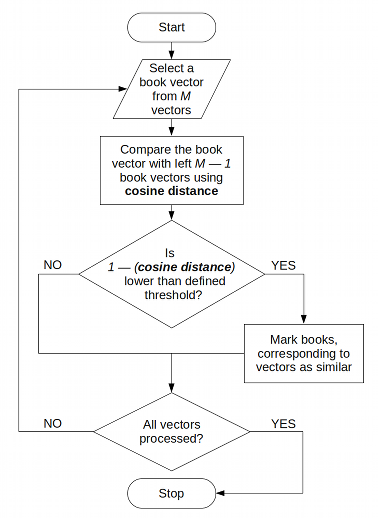 Start
Select a
book vector
from M
vectors
Compare the book
vector with left M — 1
book vectors using
cosine distance
Is
1 — (cosine distance)
lower than defined
threshold?
NO
YES
Mark books,
corresponding to
vectors as similar
All vectors
processed?
NO
YES
Stop